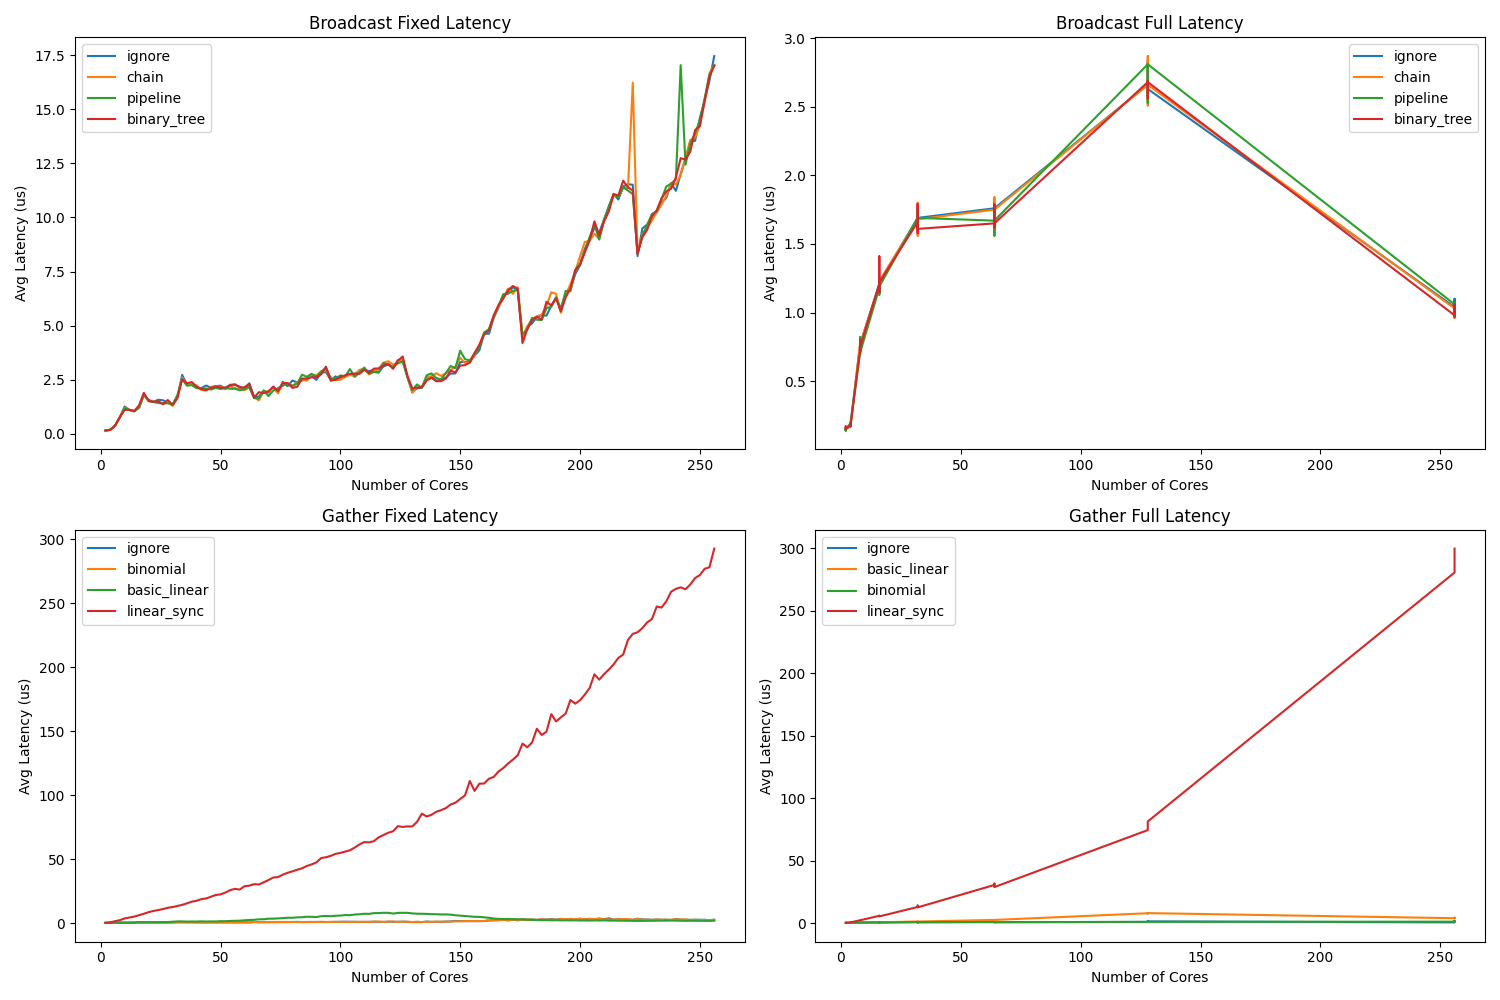 Broadcast Fixed Latency
17.5
15.0
12.5
10.0
7.5
5.0
2.5
0.0
Avg Latency (us)
ignore
chain
pipeline
binary_tree
0 50 100 150 200 250
Number of Cores
Broadcast Full Latency
3.0
2.5
2.0
1.5
1.0
0.5
Avg Latency (us)
ignore
chain
pipeline
binary_tree
0 50 100 150 200 250
Number of Cores
Gather Fixed Latency
300
250
200
150
100
50
0
Avg Latency (us)
ignore
binomial
basic_linear
linear_sync
0 50 100 150 200 250
Number of Cores
Gather Full Latency
300
250
200
150
100
50
0
Avg Latency (us)
ignore
basic_linear
binomial
linear_sync
0 50 100 150 200 250
Number of Cores